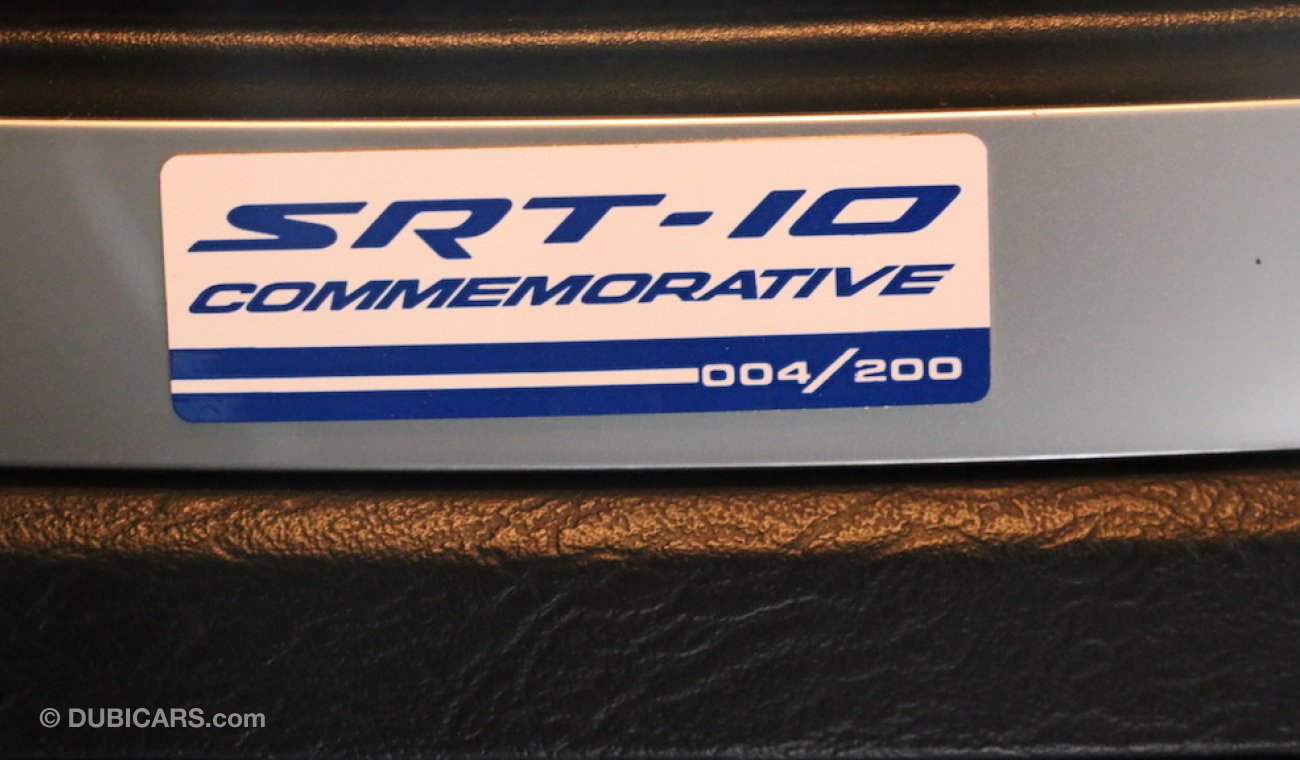 SRT-10
COMMEMORATIVE
004/200
© DUBICARS.com